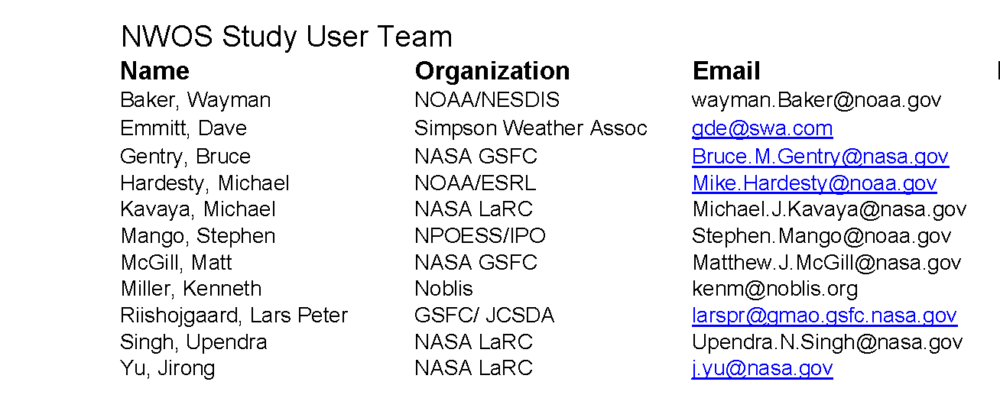 NWOS Study User Team
Name Organization Email
Baker, Wayman NOAA/NESDIS wayman.Baker@noaa.gov
Emmitt, Dave Simpson Weather Assoc gde@swa.com
Gentry, Bruce NASA GSFC Bruce.M.Gentry@nasa.gov
Hardesty, Michael NOAA/ESRL Mike.Hardesty@noaa.gov
Kavaya, Michael NASA LaRC Michael.J.Kavaya@nasa.gov
Mango, Stephen NPOESS/IPO Stephen.Mango@noaa.gov
McGill, Matt NASA GSFC Matthew.J.McGill@nasa.gov
Miller, Kenneth Noblis kenm@noblis.org
Riishojgaard, Lars Peter GSFC/ JCSDA larspr@gmao.gsfc.nasa.gov
Singh, Upendra NASA LaRC Upendra.N.Singh@nasa.gov
Yu, Jirong NASA LaRC j.yu@nasa.gov